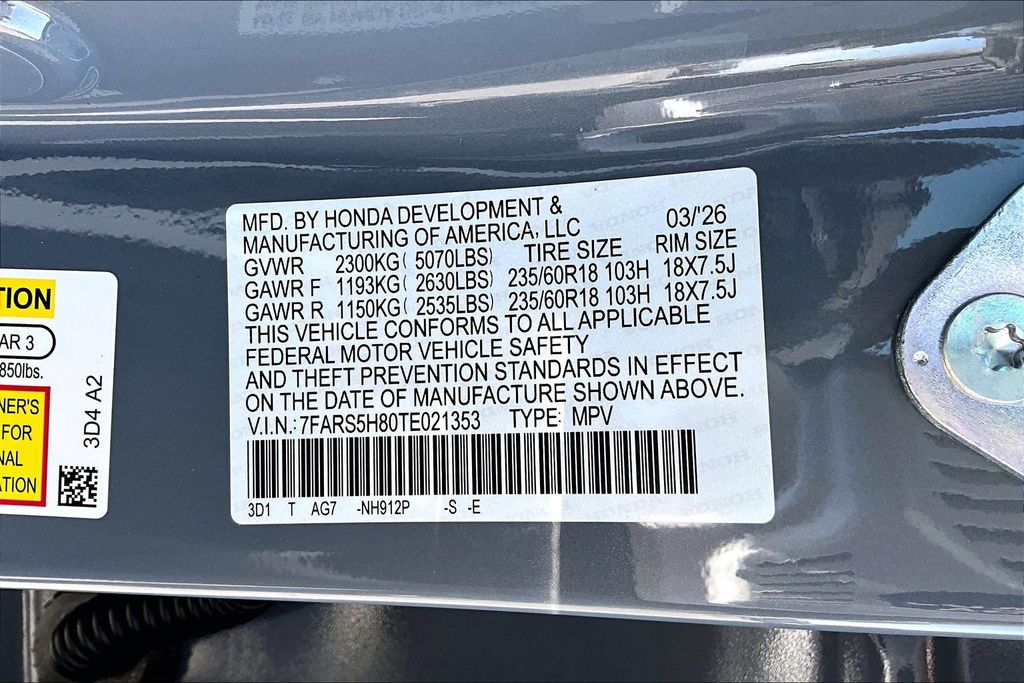 MFD. BY HONDA DEVELOPMENT &
MANUFACTURING OF AMERICA, LLC 03/'26
GVWR 2300KG( 5070LBS) TIRE SIZE RIM SIZE
GAWR F 1193KG( 2630LBS) 235/60R18 103H 18X7.5J
GAWR R 1150KG( 2535LBS) 235/60R18 103H 18X7.5J
THIS VEHICLE CONFORMS TO ALL APPLICABLE
FEDERAL MOTOR VEHICLE SAFETY
AND THEFT PREVENTION STANDARDS IN EFFECT
ON THE DATE OF MANUFACTURE SHOWN ABOVE.
V.I.N.: 7FARS5H80TE021353 TYPE: MPV
3D1 T AG7 -NH912P -S -E
TION
AR 3
850lbs.
NER'S
FOR
NAL
ATION
3D4 A2